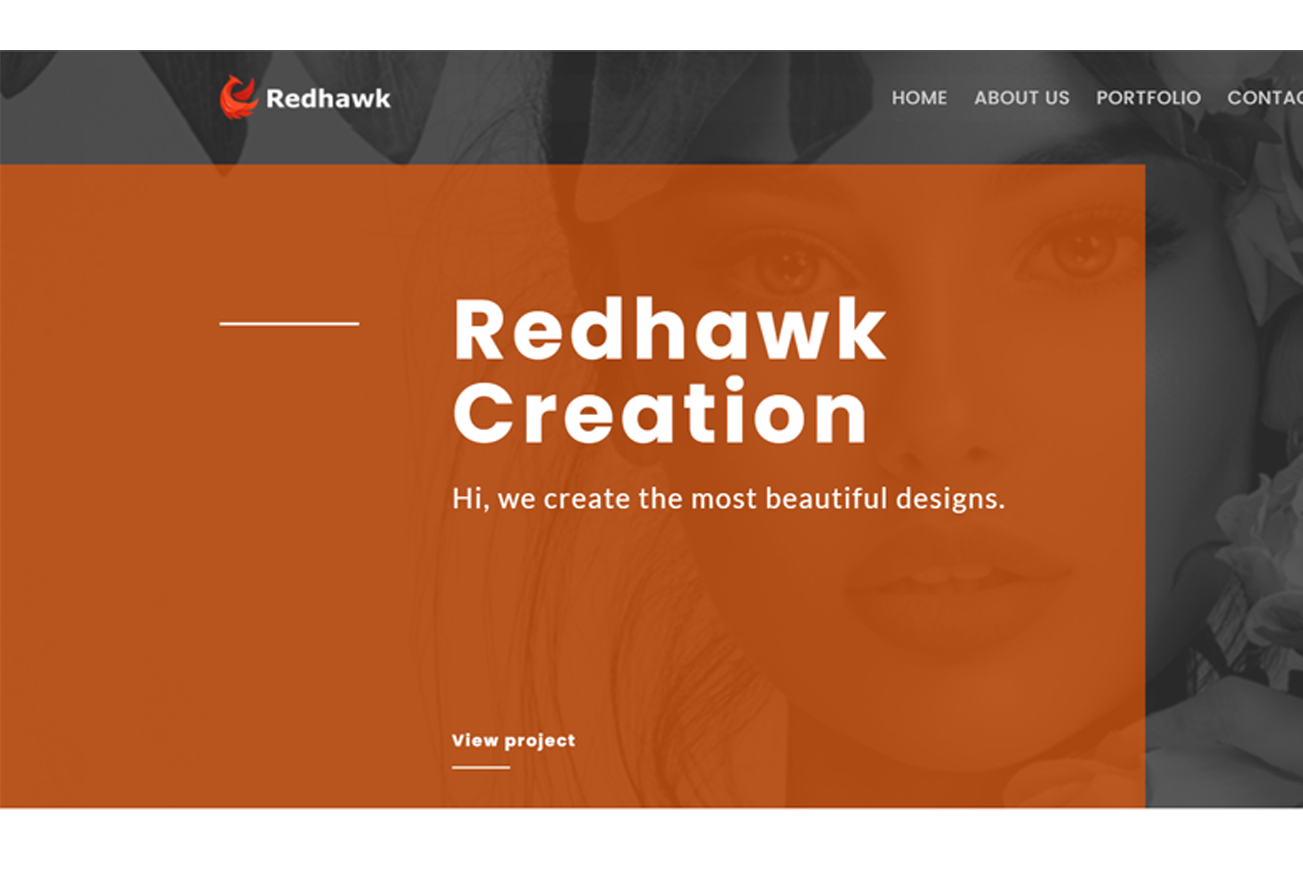 Redhawk
HOME ABOUT US PORTFOLIO CONTAC
Redhawk
Creation
Hi, we create the most beautiful designs.
View project